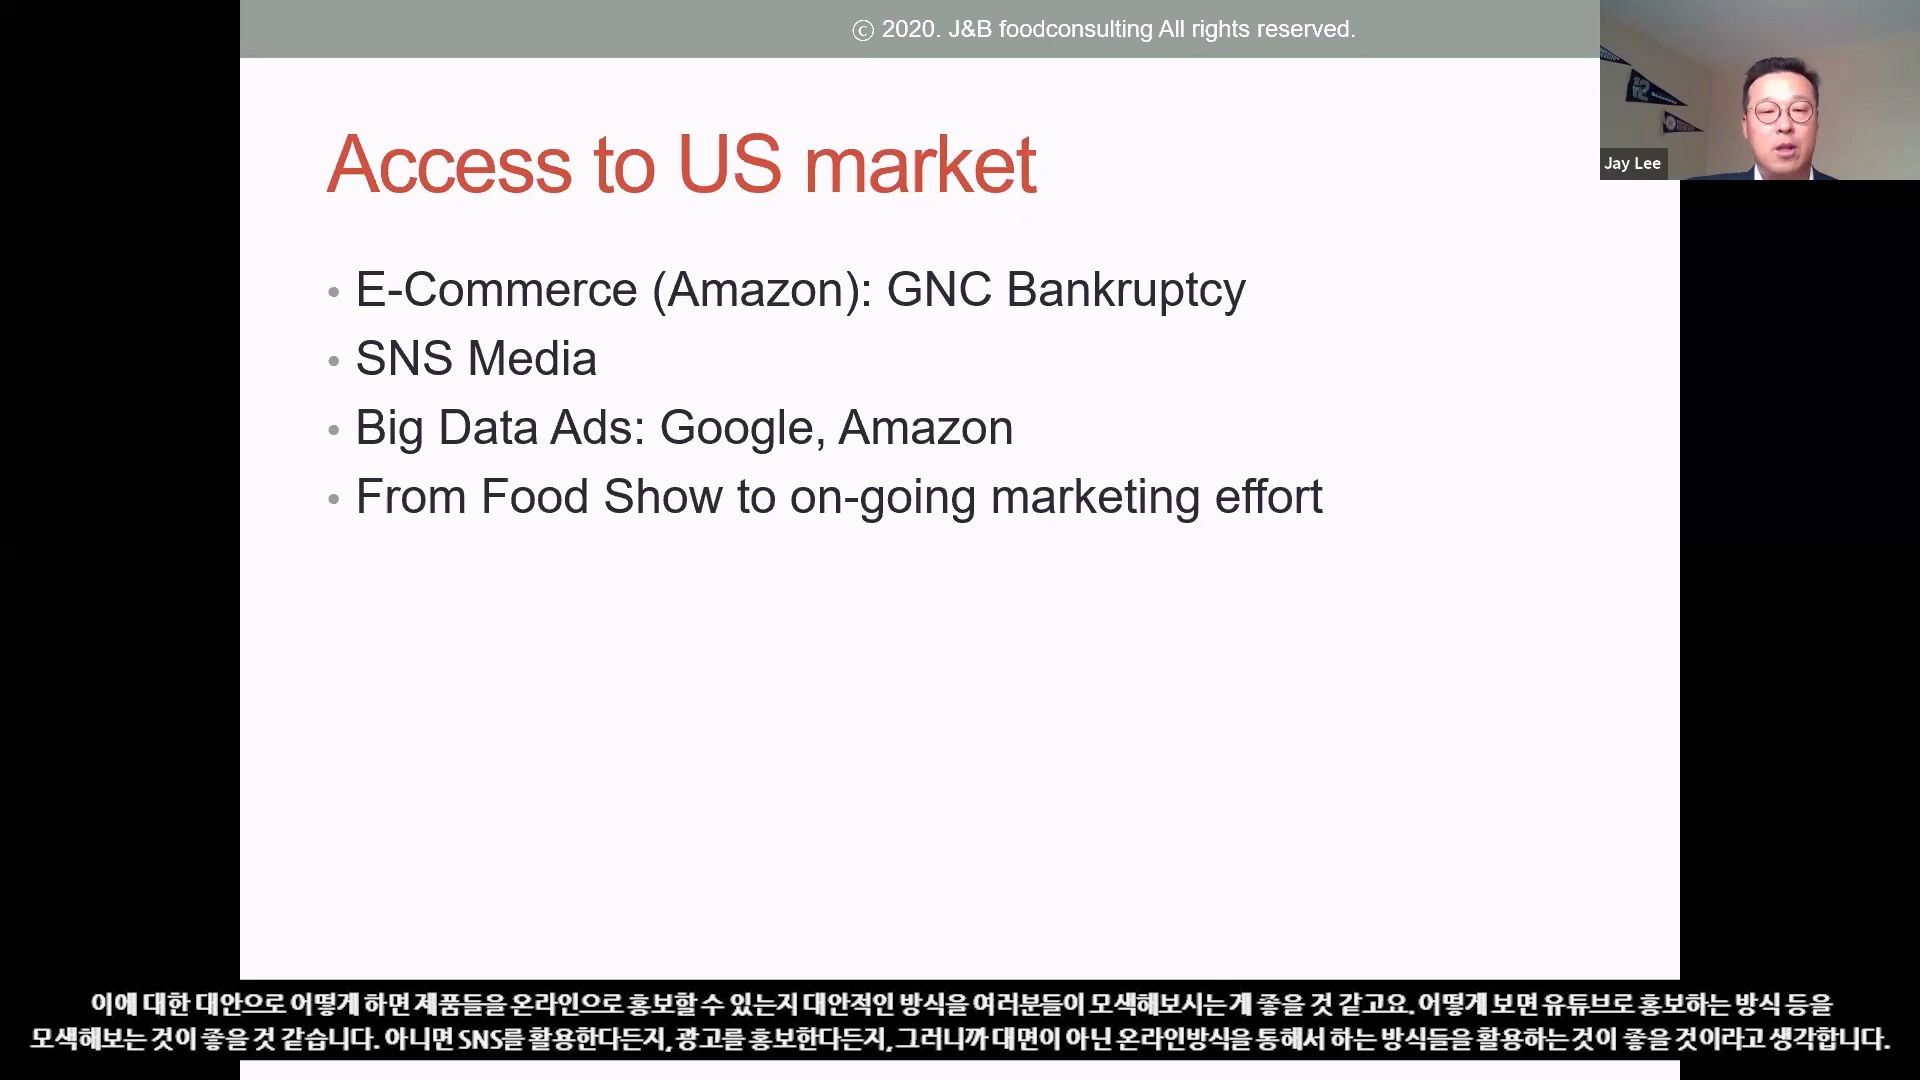 ⓒ 2020. J&B foodconsulting All rights reserved.
Jay Lee
Access to US market
• E-Commerce (Amazon): GNC Bankruptcy
• SNS Media
• Big Data Ads: Google, Amazon
• From Food Show to on-going marketing effort
이에 대한 대안으로 어떻게 하면 제품들을 온라인으로 홍보할 수 있는지 대안적인 방식을 여러분들이 모색해보시는게 좋을 것 같고요. 어떻게 보면 유튜브로 홍보하는 방식 등을
모색해보는 것이 좋을 것 같습니다. 아니면 SNS를 활용한다든지, 광고를 홍보한다든지, 그러니까 대면이 아닌 온라인방식을 통해서 하는 방식들을 활용하는 것이 좋을 것이라고 생각합니다.